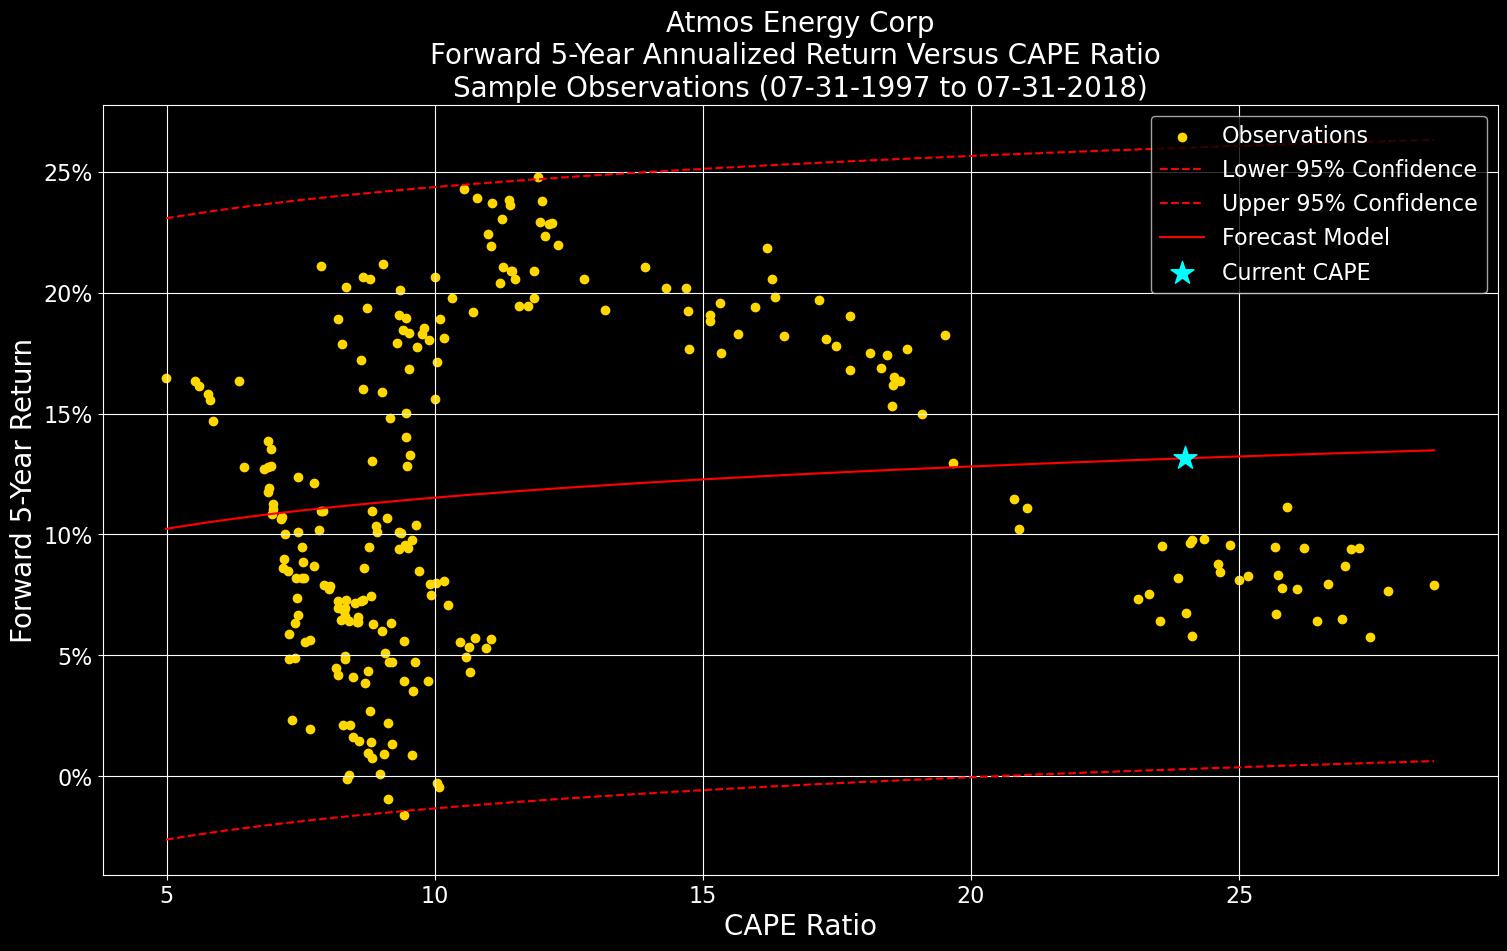 Atmos Energy Corp
Forward 5-Year Annualized Return Versus CAPE Ratio
Sample Observations (07-31-1997 to 07-31-2018)
Observations
Lower 95% Confidence
Upper 95% Confidence
Forecast Model
Current CAPE
Forward 5-Year Return
25%
20%
15%
10%
5%
0%
5 10 15 20 25
CAPE Ratio